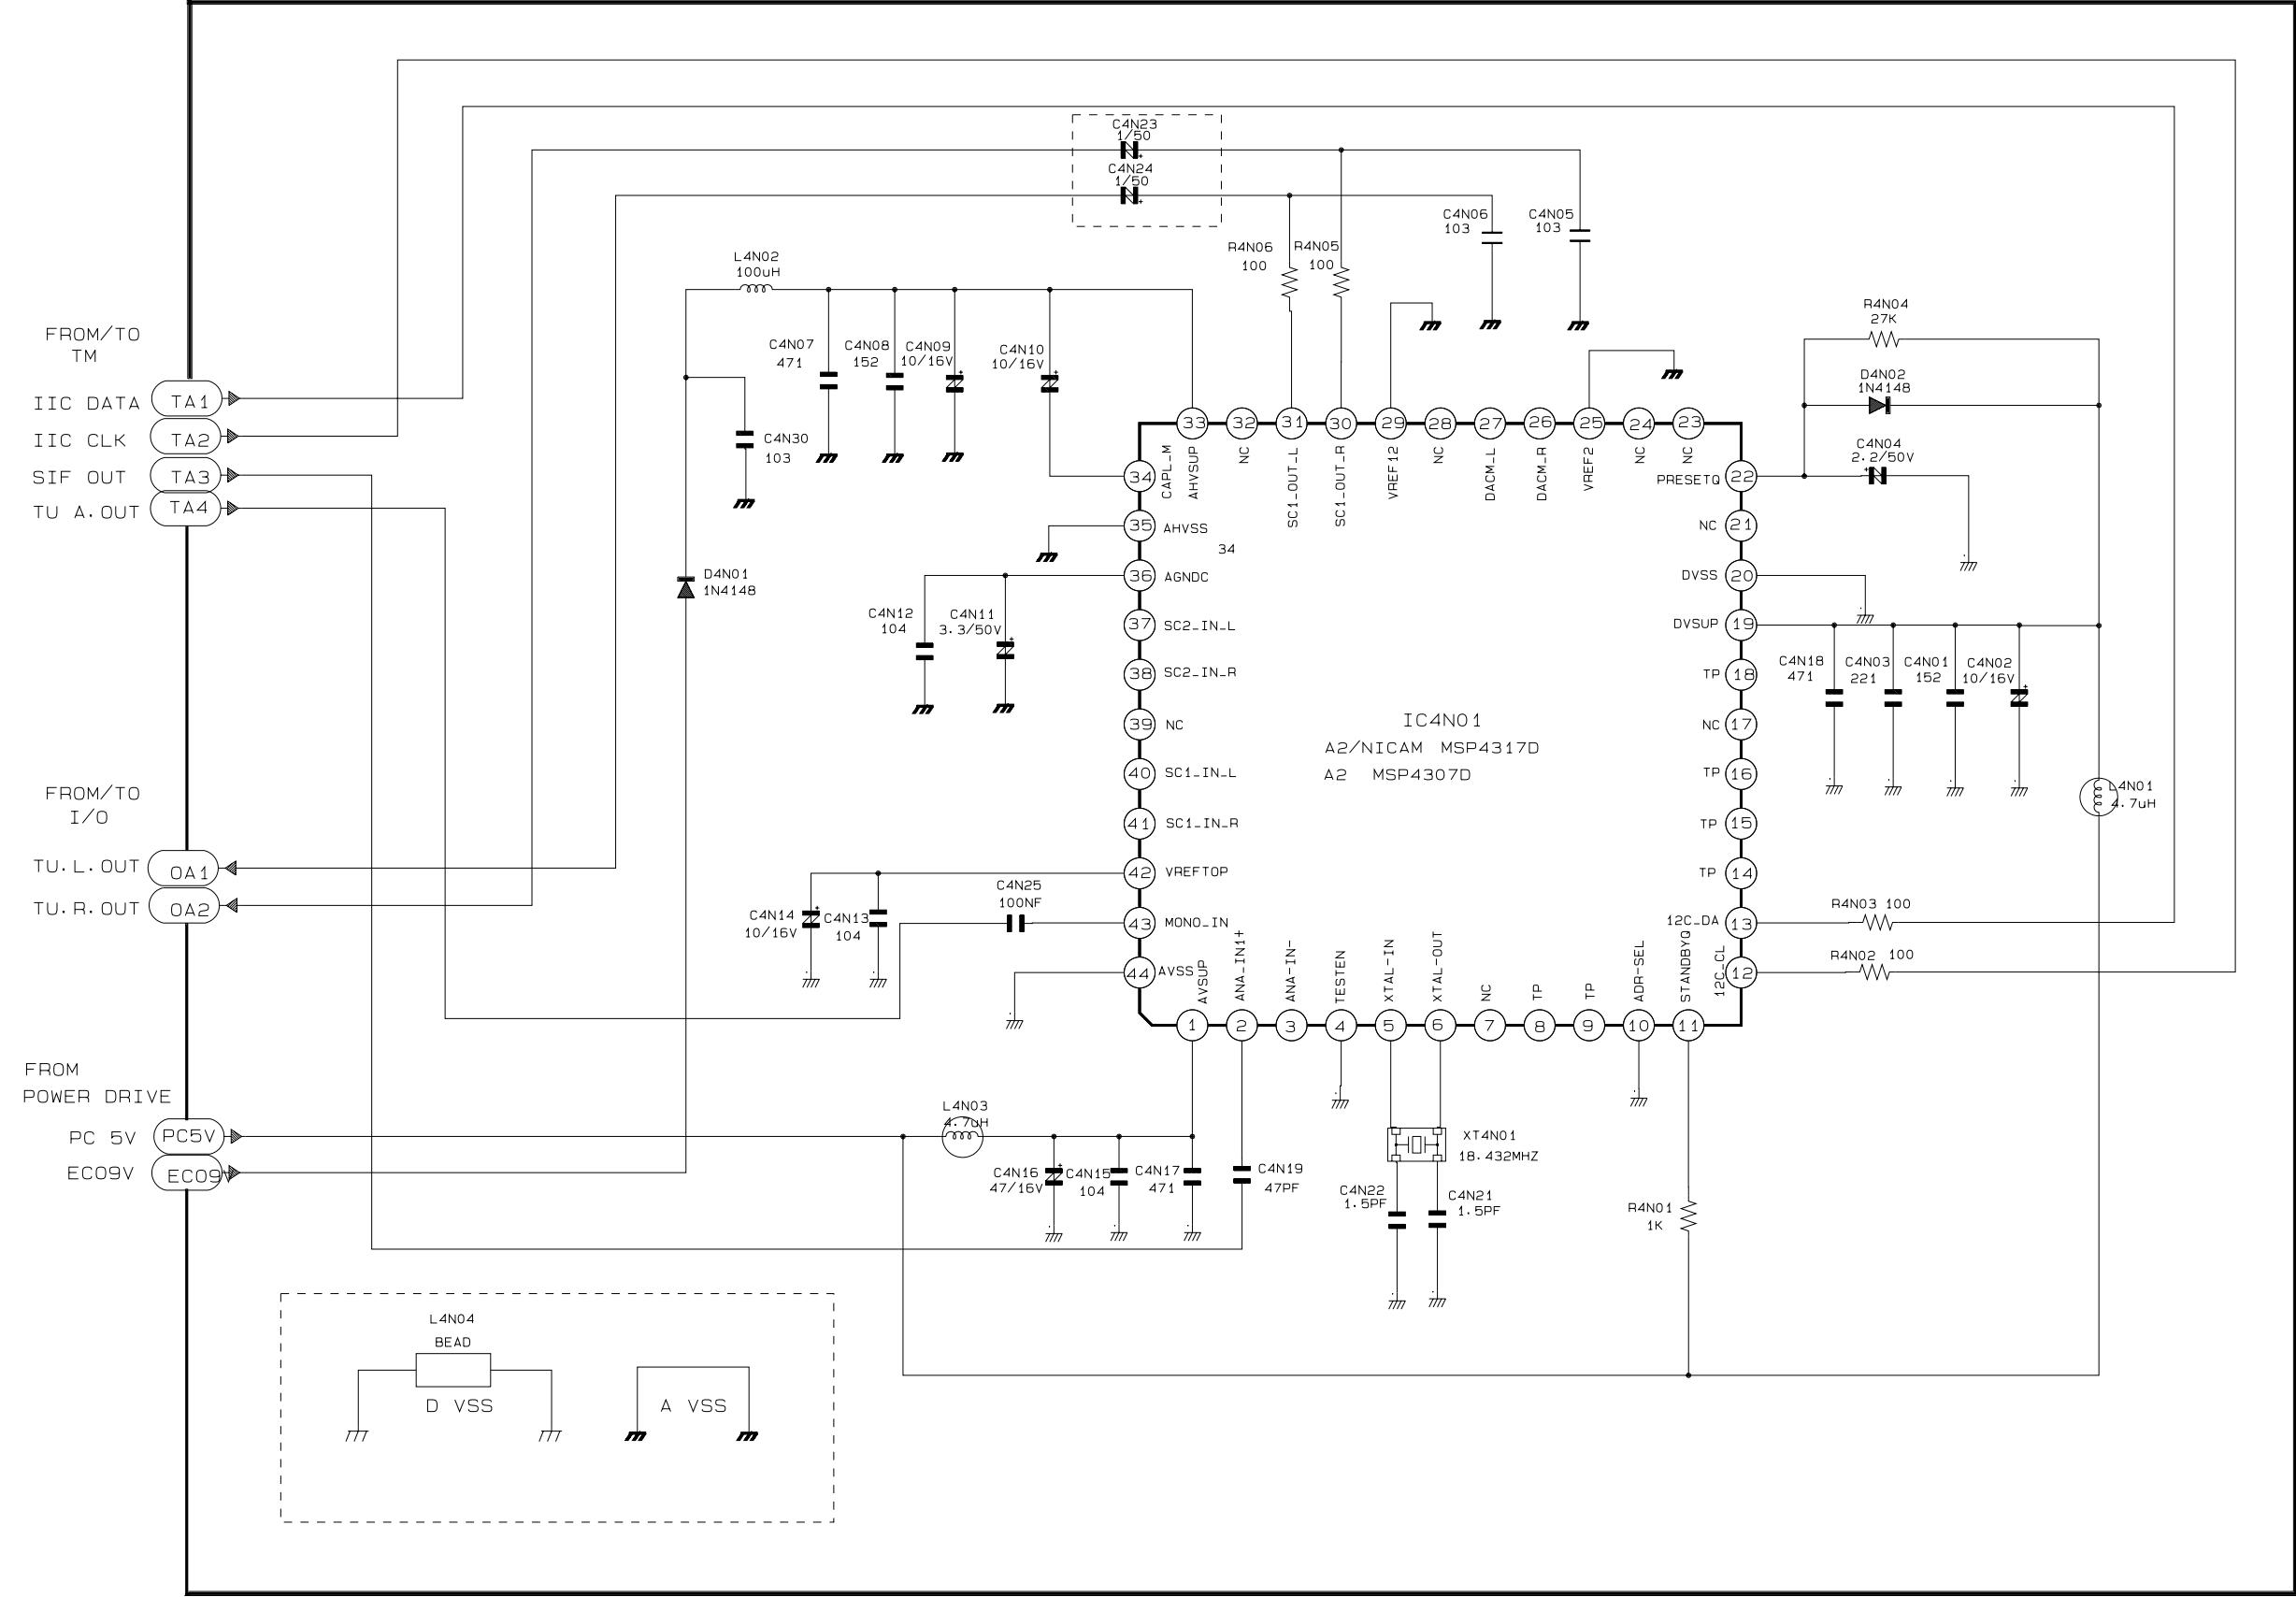 C4N23
1/50
C4N24
1/50
C4N06
103
C4N05
103
R4N06
100
R4N05
100
L4N02
100uH
R4N04
27K
FROM/TO
TM
C4N07
471
C4N08
152
C4N09
10/16V
C4N10
10/16V
D4N02
1N4148
IIC DATA
TA1
IIC CLK
TA2
SIF OUT
TA3
TU A.OUT
TA4
C4N30
103
C4N04
2.2/50V
33
32
31
30
29
28
27
26
25
24
23
CAPL_M
AHVSUP
NC
SC1_OUT_L
SC1_OUT_R
VREF12
NC
DACM_L
DACM_R
VREF2
NC
NC
34
PRESETQ
22
35
AHVSS
34
NC
21
36
AGNDC
DVSS
20
D4N01
1N4148
C4N12
104
C4N11
3.3/50V
37
SC2_IN_L
DVSUP
19
38
SC2_IN_R
TP
18
C4N18
471
C4N03
221
C4N01
152
C4N02
10/16V
39
NC
IC4N01
A2/NICAM MSP4317D
A2 MSP4307D
NC
17
40
SC1_IN_L
TP
16
L4N01
4.7uH
FROM/TO
I/O
41
SC1_IN_R
TP
15
TU.L.OUT
OA1
TU.R.OUT
OA2
42
VREFTOP
TP
14
C4N25
100NF
C4N14
10/16V
C4N13
104
43
MONO_IN
12C_DA
13
R4N03 100
44
AVSS
12C_CL
12
R4N02 100
AVSUP
ANA_IN1+
ANA-IN-
TESTEN
XTAL-IN
XTAL-OUT
NC
TP
TP
ADR-SEL
STANDBYQ
1
2
3
4
5
6
7
8
9
10
11
FROM
POWER DRIVE
PC 5V
PC5V
ECO9V
ECO9V
L4N03
4.7uH
C4N16
47/16V
C4N15
104
C4N17
471
C4N19
47PF
XT4N01
18.432MHZ
C4N22
1.5PF
C4N21
1.5PF
R4N01
1K
L4N04
BEAD
D VSS
A VSS